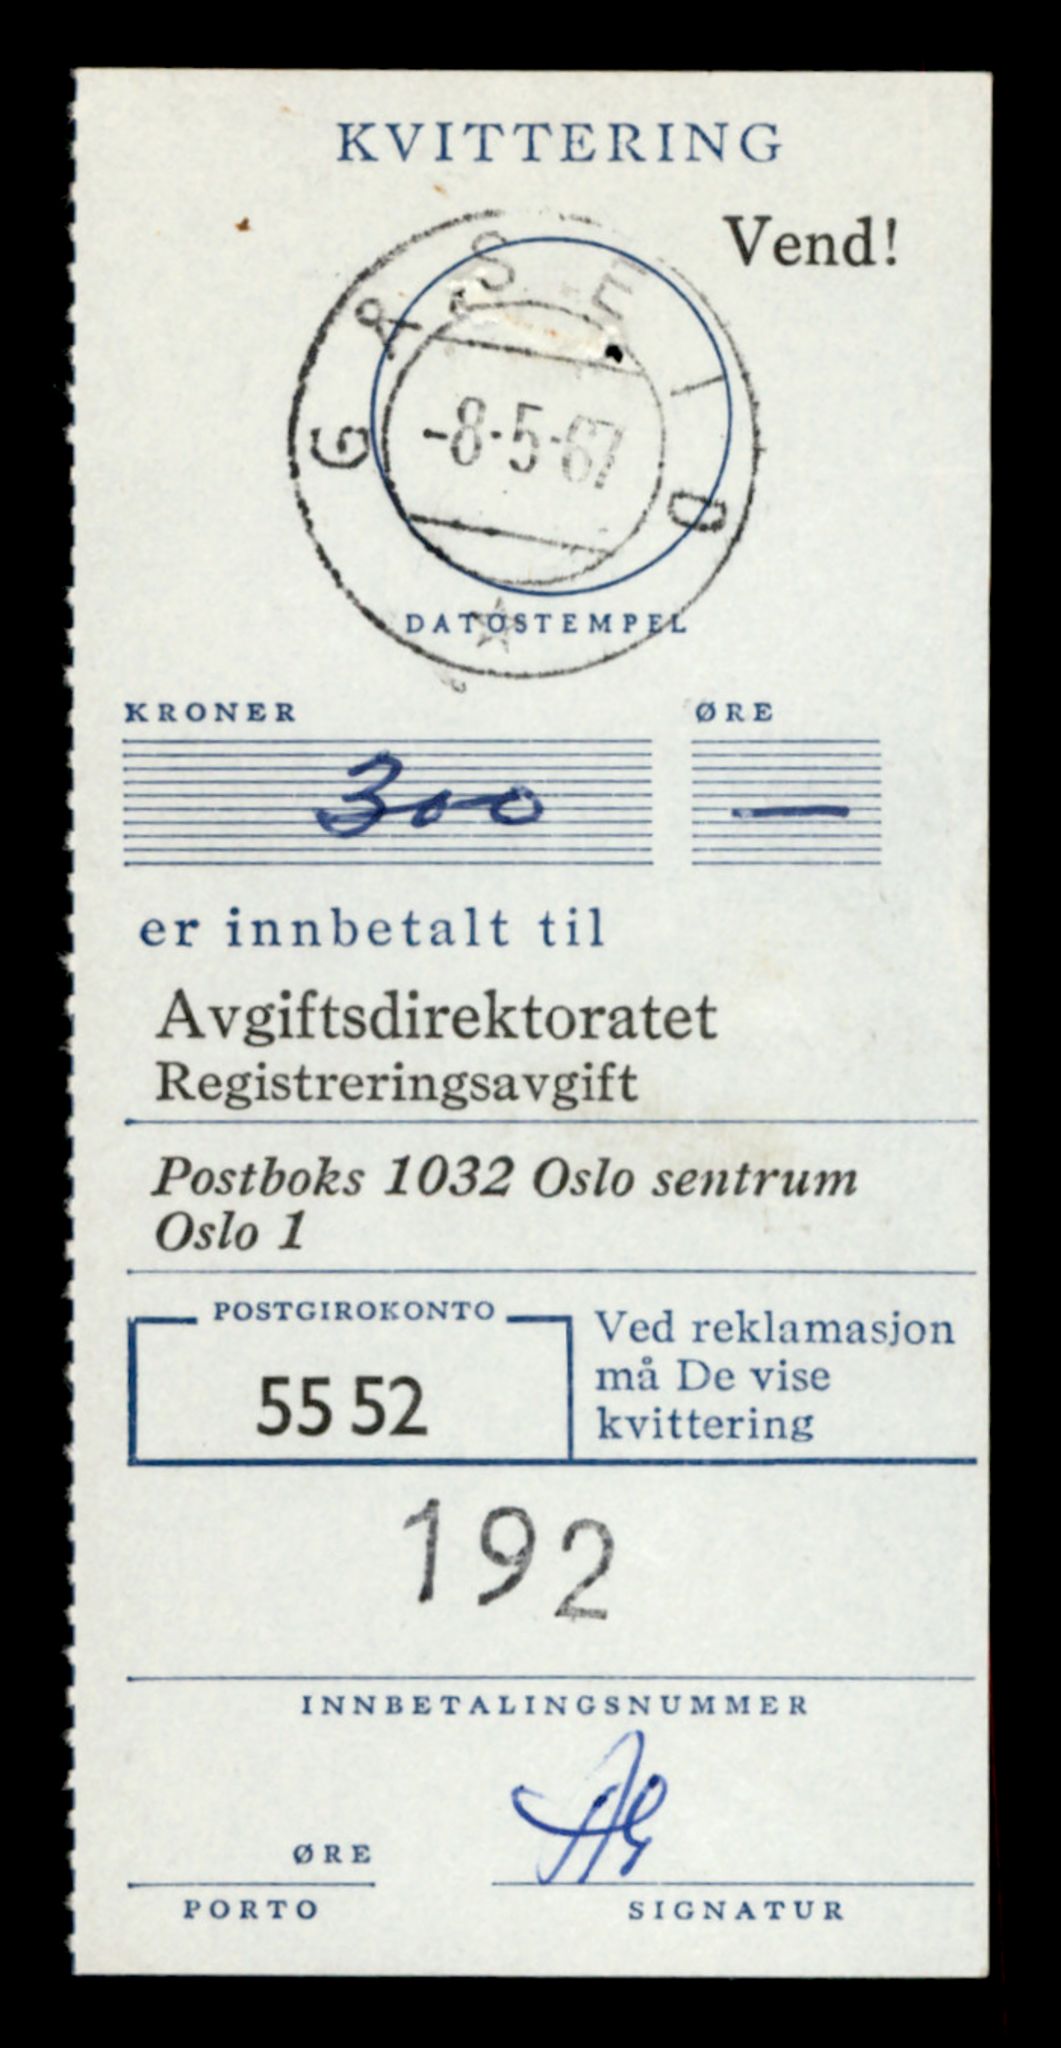 KVITTERING
Vend!
GÅSEID
-8.-5.-67
DATOSTEMPEL
KRONER ØRE
300 —
er innbetalt til
Avgiftsdirektoratet
Registreringsavgift
Postboks 1032 Oslo sentrum
Oslo 1
POSTGIROKONTO
55 52
Ved reklamasjon
må De vise
kvittering
192
INNBETALINGSNUMMER
ØRE
PORTO
SIGNATUR